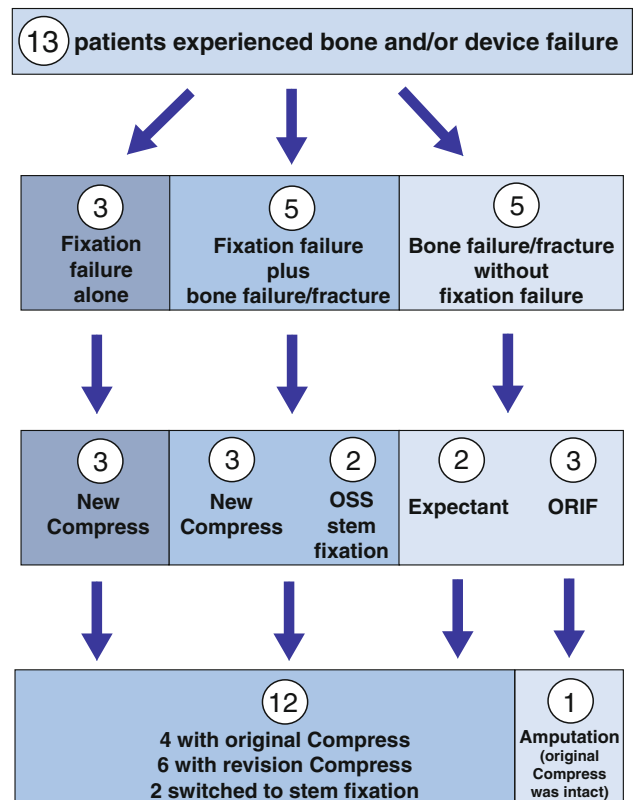 13 patients experienced bone and/or device failure
3
Fixation
failure
alone
5
Fixation failure
plus
bone failure/fracture
5
Bone failure/fracture
without
fixation failure
3
New
Compress
3
New
Compress
2
OSS
stem
fixation
2
Expectant
3
ORIF
12
4 with original Compress
6 with revision Compress
2 switched to stem fixation
1
Amputation
(original
Compress
was intact)